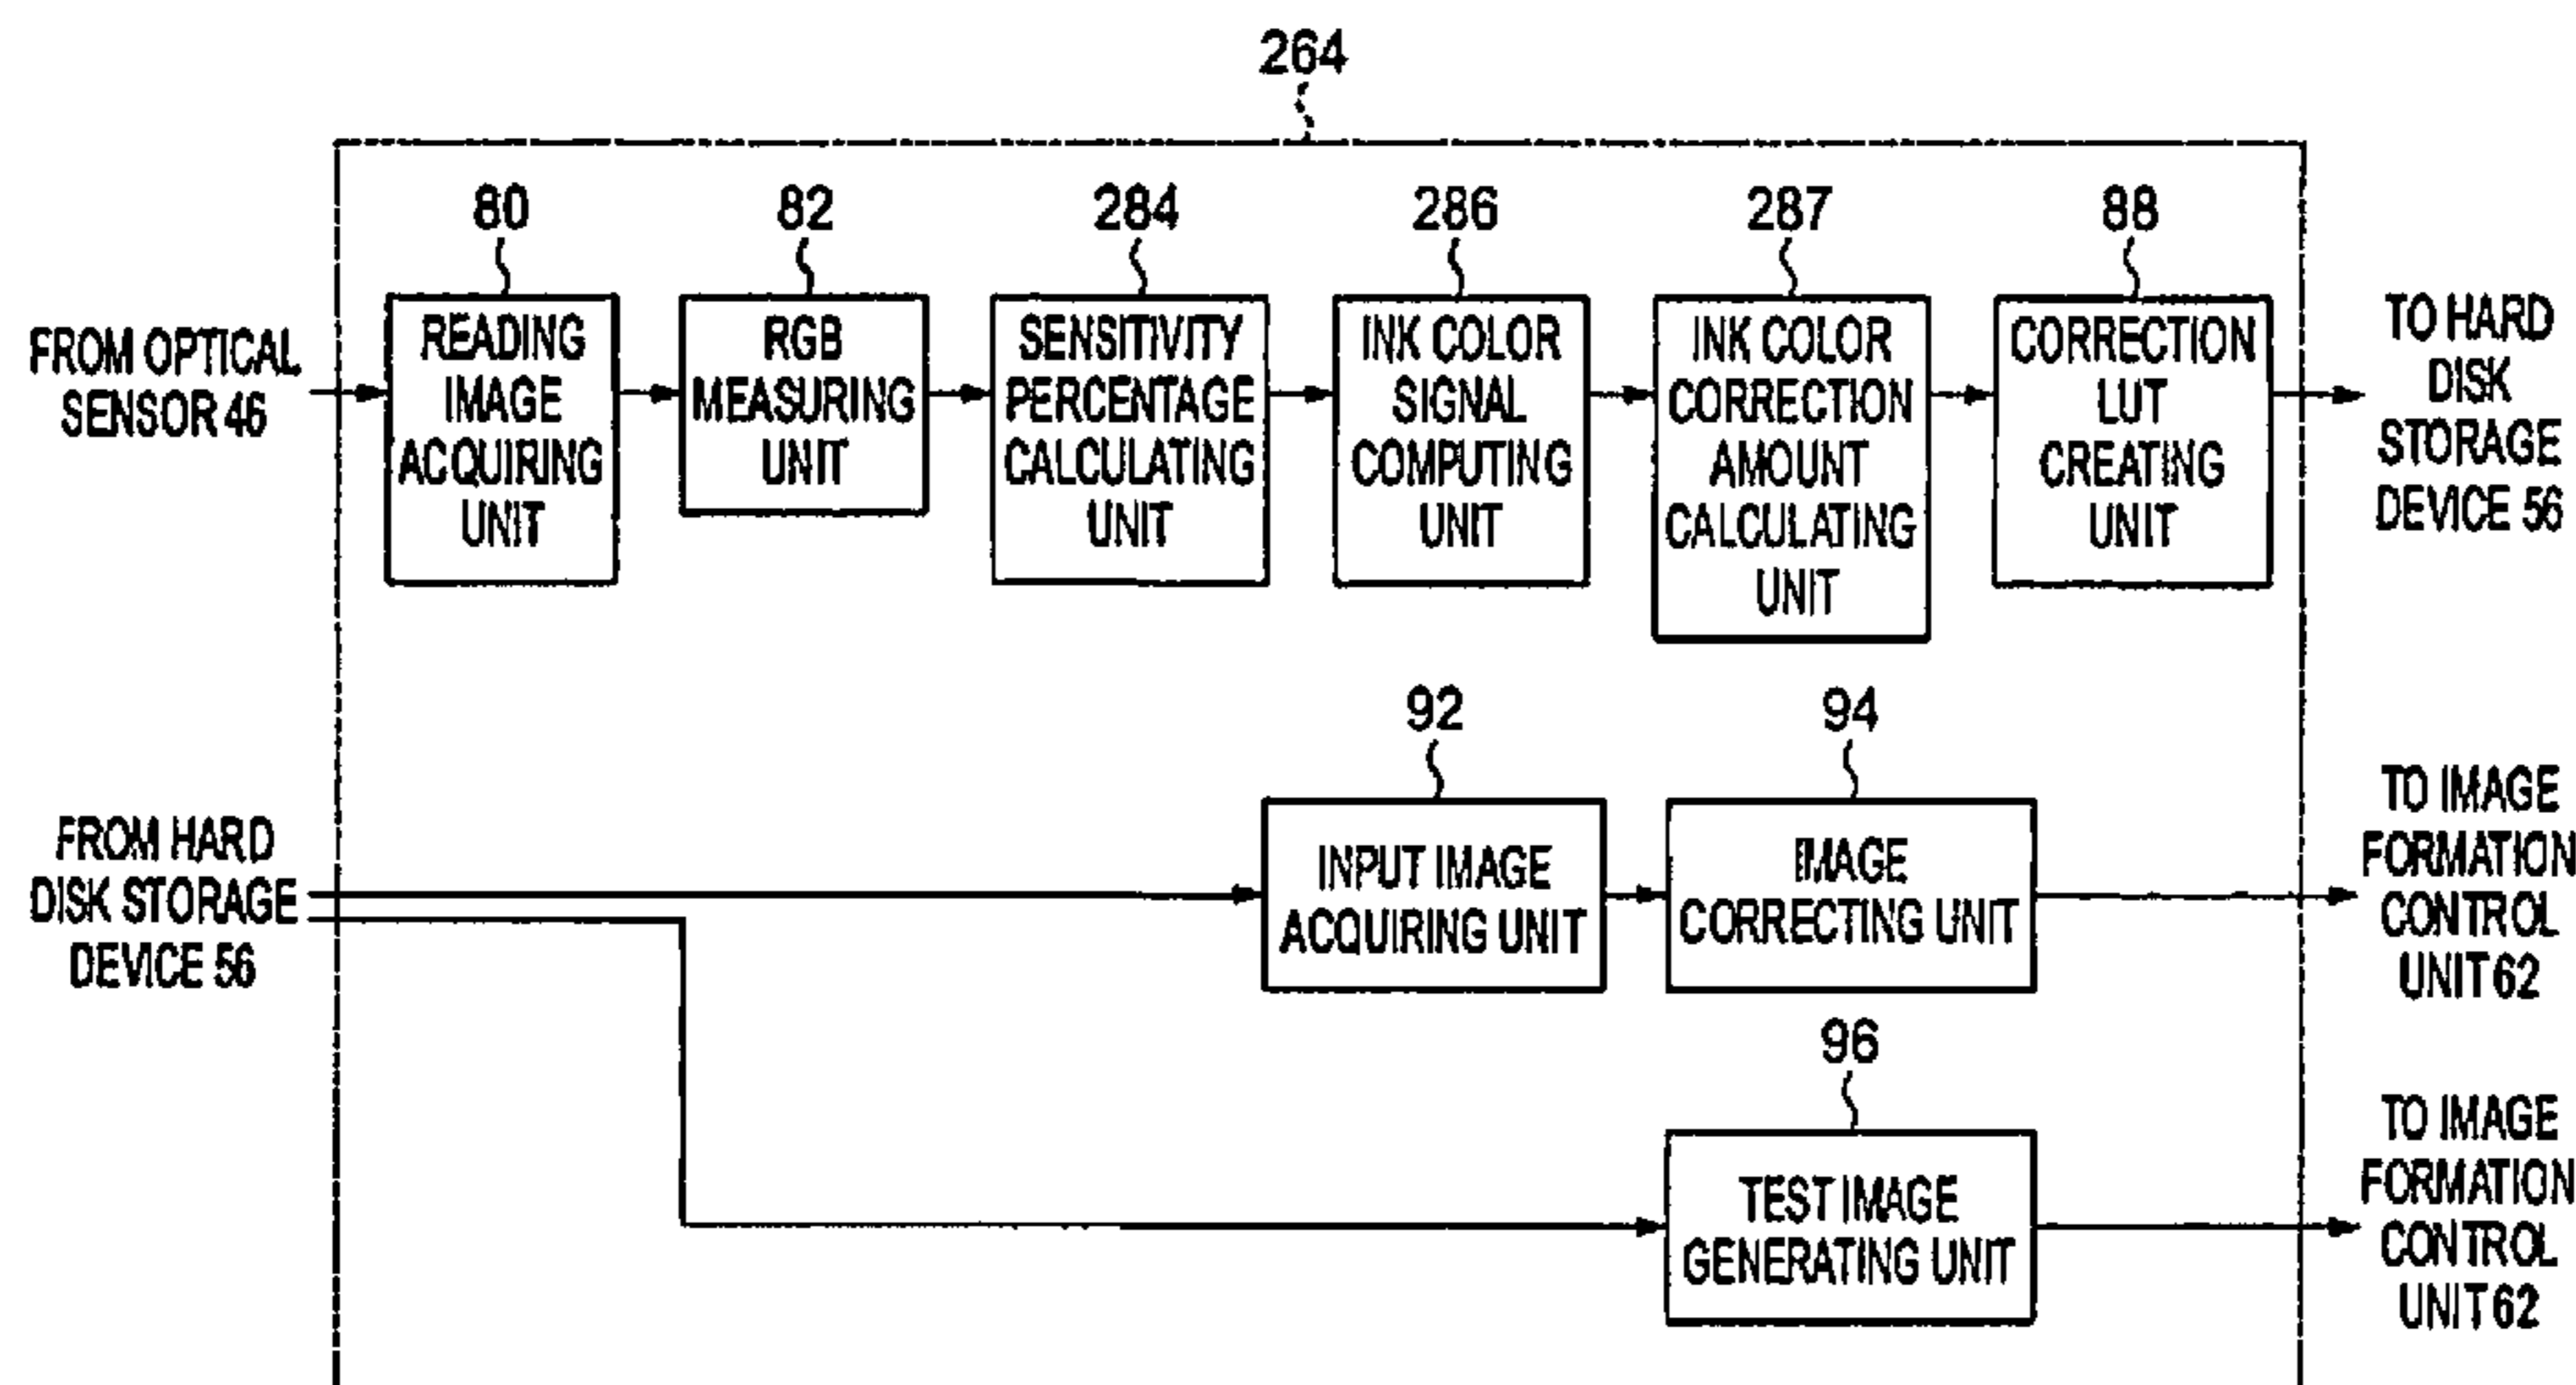 264
80
82
284
286
287
88
FROM OPTICAL
SENSOR 46
READING
IMAGE
ACQUIRING
UNIT
RGB
MEASURING
UNIT
SENSITIVITY
PERCENTAGE
CALCULATING
UNIT
INK COLOR
SIGNAL
COMPUTING
UNIT
INK COLOR
CORRECTION
AMOUNT
CALCULATING
UNIT
CORRECTION
LUT
CREATING
UNIT
TO HARD
DISK
STORAGE
DEVICE 56
92
94
FROM HARD
DISK STORAGE
DEVICE 56
INPUT IMAGE
ACQUIRING UNIT
IMAGE
CORRECTING UNIT
TO IMAGE
FORMATION
CONTROL
UNIT 62
96
TEST IMAGE
GENERATING UNIT
TO IMAGE
FORMATION
CONTROL
UNIT 62